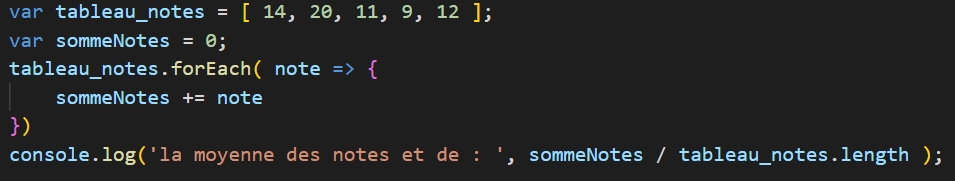 var tableau_notes = [ 14, 20, 11, 9, 12 ];
var sommeNotes = 0;
tableau_notes.forEach( note => {
    sommeNotes += note
})
console.log('la moyenne des notes et de : ', sommeNotes / tableau_notes.length );